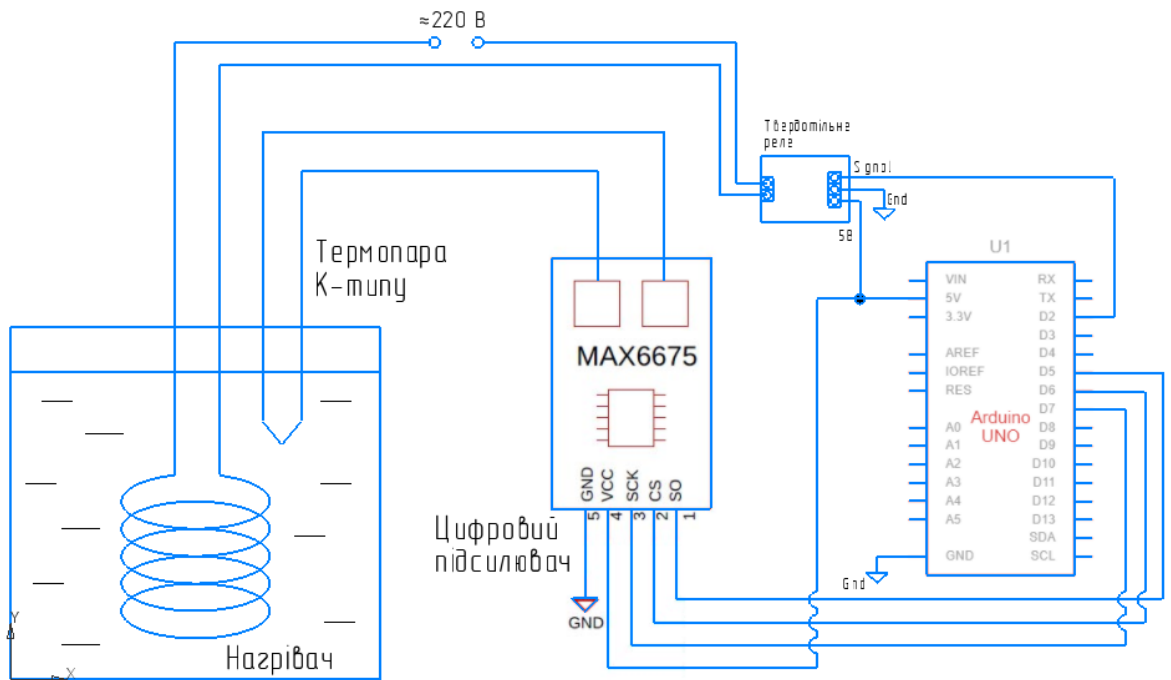 ≈220 В
Твердотільне
реле
Signal
Gnd
5В
Термопара
К-типу
MAX6675
GND
VCC
SCK
CS
SO
5
4
3
2
1
Цифровий
підсилювач
GND
Нагрівач
Y
X
U1
VIN
5V
3.3V
AREF
IOREF
RES
A0
A1
A2
A3
A4
A5
GND
Arduino
UNO
RX
TX
D2
D3
D4
D5
D6
D7
D8
D9
D10
D11
D12
D13
SDA
SCL
Gnd